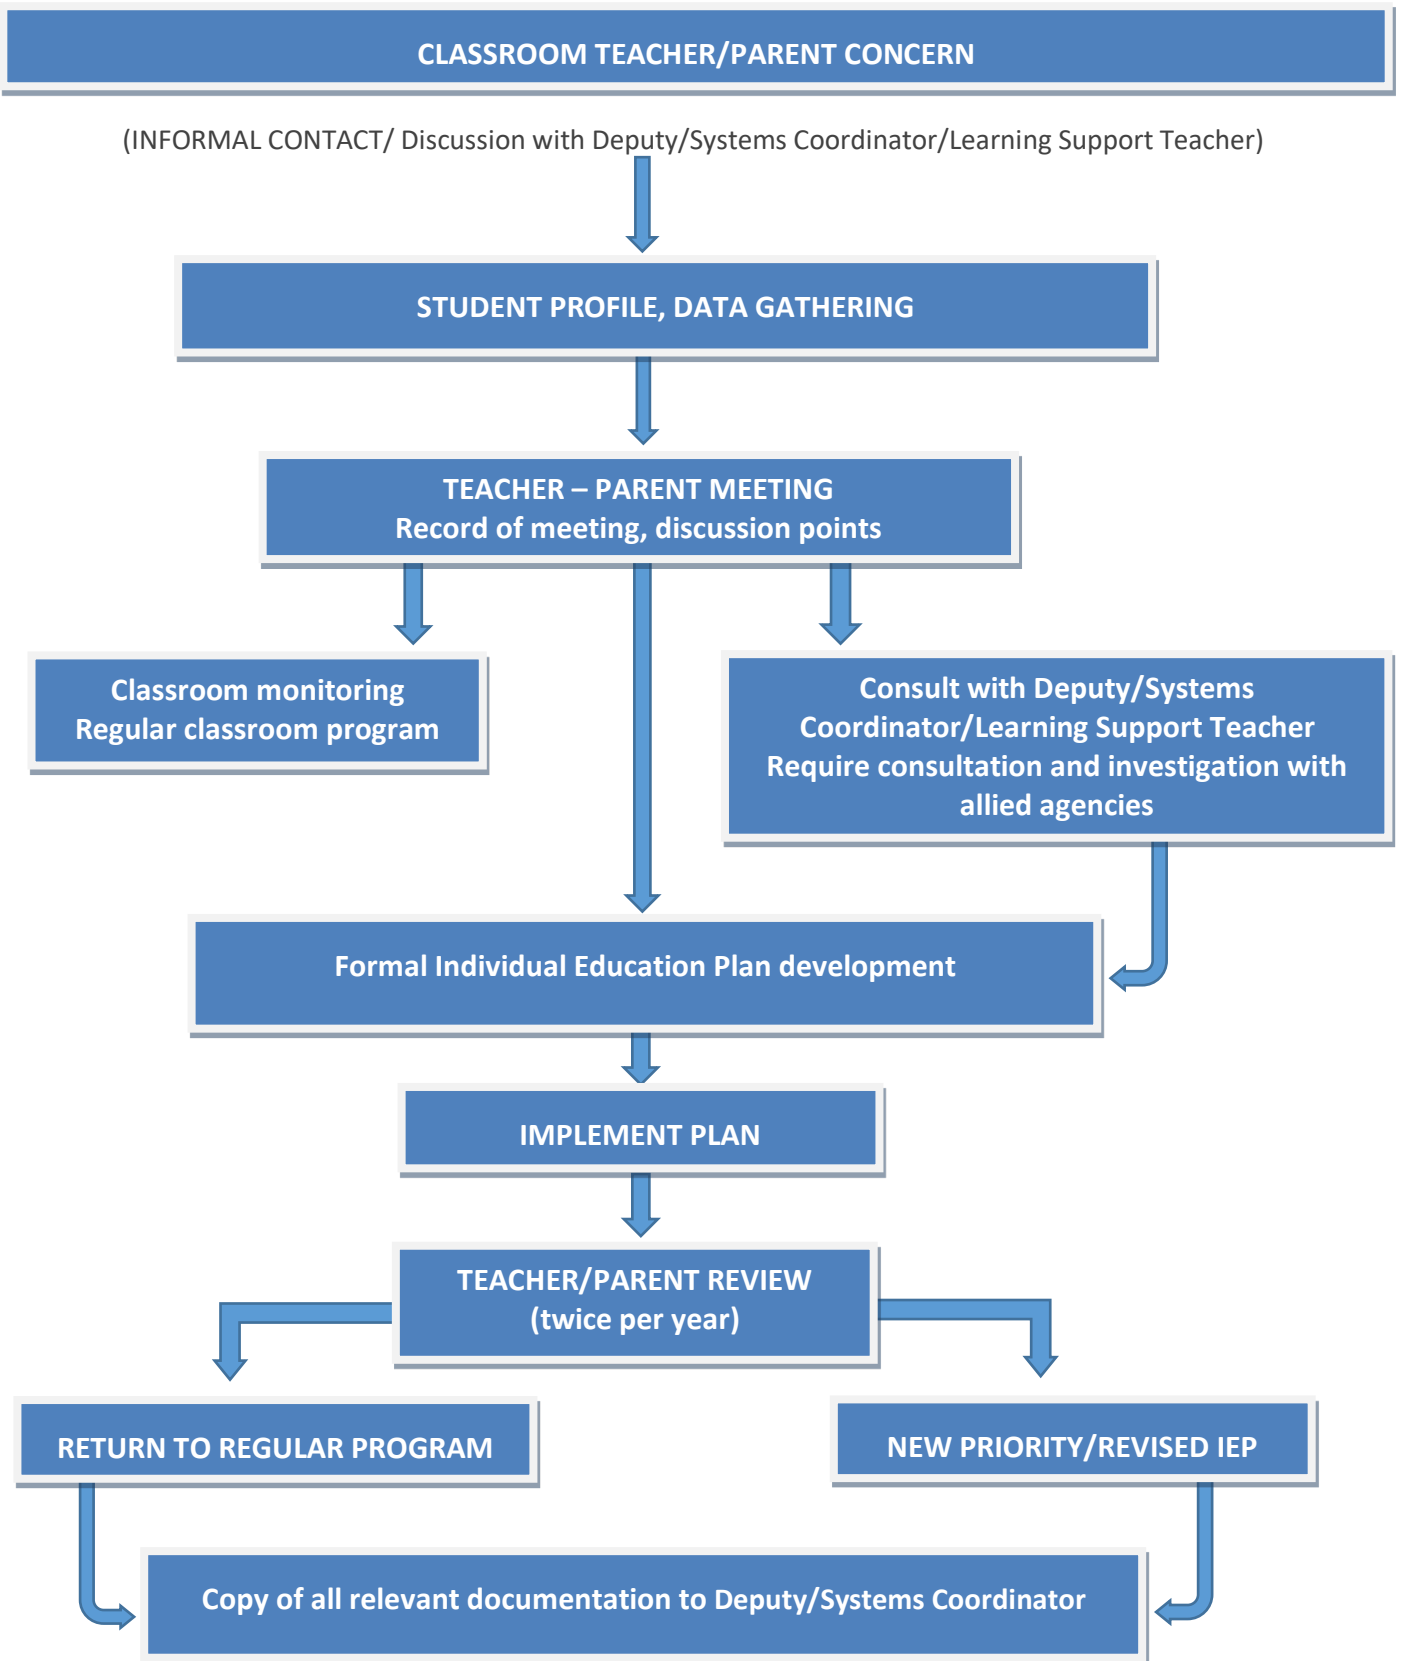 CLASSROOM TEACHER/PARENT CONCERN
(INFORMAL CONTACT/ Discussion with Deputy/Systems Coordinator/Learning Support Teacher)
STUDENT PROFILE, DATA GATHERING
TEACHER – PARENT MEETING
Record of meeting, discussion points
Classroom monitoring
Regular classroom program
Consult with Deputy/Systems
Coordinator/Learning Support Teacher
Require consultation and investigation with
allied agencies
Formal Individual Education Plan development
IMPLEMENT PLAN
TEACHER/PARENT REVIEW
(twice per year)
RETURN TO REGULAR PROGRAM
NEW PRIORITY/REVISED IEP
Copy of all relevant documentation to Deputy/Systems Coordinator